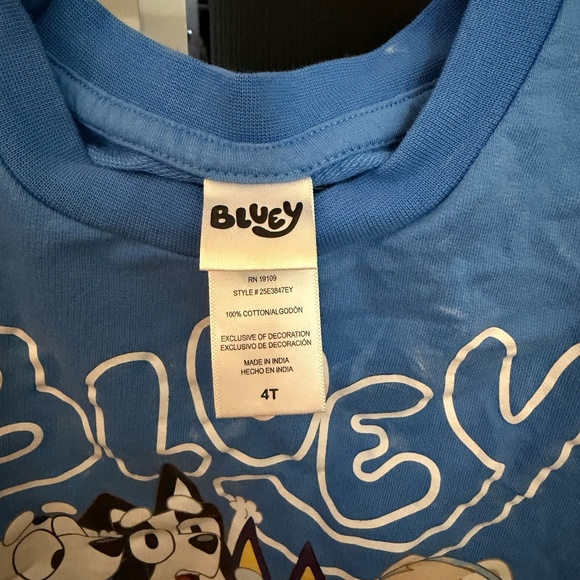 BLUEY
RN 19109
STYLE # 25E3847EY
100% COTTON/ALGODÓN
EXCLUSIVE OF DECORATION
EXCLUSIVO DE DECORACIÓN
MADE IN INDIA
HECHO EN INDIA
4T
BLUEY